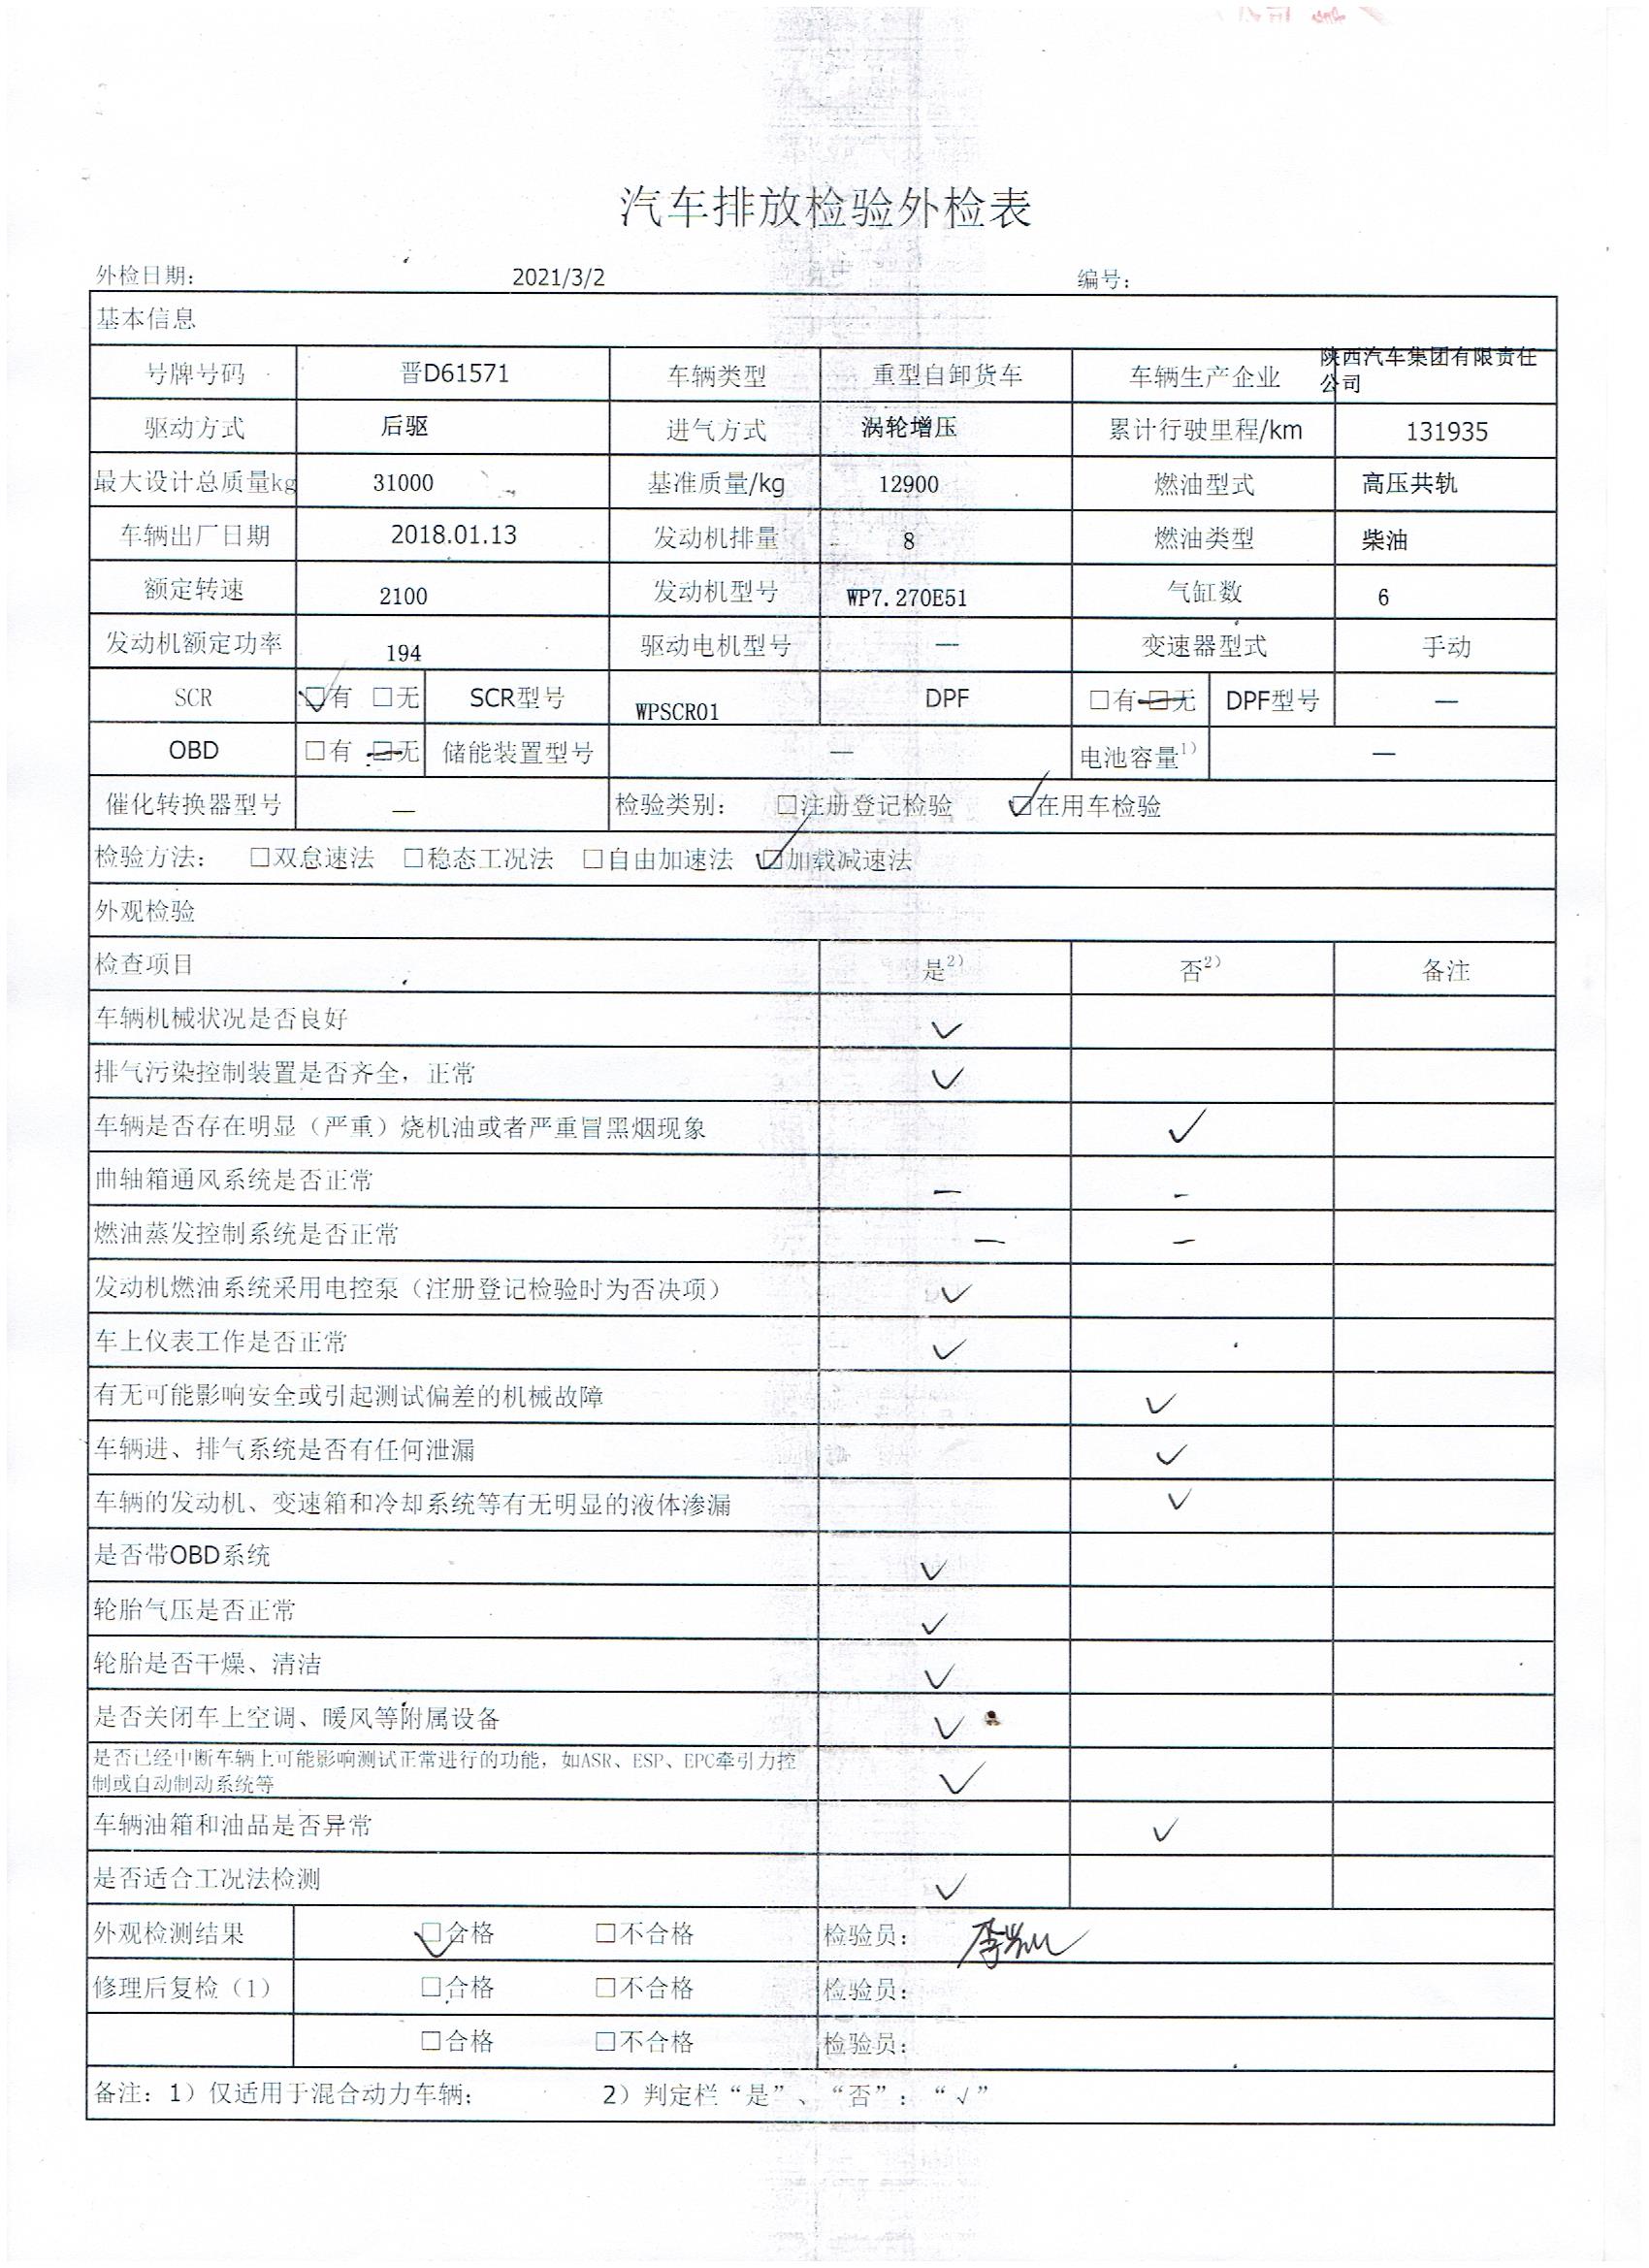 汽车排放检验外检表
外检日期： 2021/3/2 编号：
基本信息
号牌号码 晋D61571 车辆类型 重型自卸货车 车辆生产企业 陕西汽车集团有限责任公司
驱动方式 后驱 进气方式 涡轮增压 累计行驶里程/km 131935
最大设计总质量kg 31000 基准质量/kg 12900 燃油型式 高压共轨
车辆出厂日期 2018.01.13 发动机排量 8 燃油类型 柴油
额定转速 2100 发动机型号 WP7.270E51 气缸数 6
发动机额定功率 194 驱动电机型号 — 变速器型式 手动
SCR ☑有 □无 SCR型号 WPSCR01 DPF □有 □无 DPF型号 —
OBD □有 □无 储能装置型号 — 电池容量1) —
催化转换器型号 — 检验类别： □注册登记检验 ☑在用车检验
检验方法： □双怠速法 □稳态工况法 □自由加速法 ☑加载减速法
外观检验
检查项目 是2) 否2) 备注
车辆机械状况是否良好 ✓
排气污染控制装置是否齐全，正常 ✓
车辆是否存在明显（严重）烧机油或者严重冒黑烟现象 ✓
曲轴箱通风系统是否正常 — -
燃油蒸发控制系统是否正常 — —
发动机燃油系统采用电控泵（注册登记检验时为否决项） ✓
车上仪表工作是否正常 ✓
有无可能影响安全或引起测试偏差的机械故障 ✓
车辆进、排气系统是否有任何泄漏 ✓
车辆的发动机、变速箱和冷却系统等有无明显的液体渗漏 ✓
是否带OBD系统 ✓
轮胎气压是否正常 ✓
轮胎是否干燥、清洁 ✓
是否关闭车上空调、暖风等附属设备 ✓
是否已经中断车辆上可能影响测试正常进行的功能，如ASR、ESP、EPC牵引力控
制或自动制动系统等 ✓
车辆油箱和油品是否异常 ✓
是否适合工况法检测 ✓
外观检测结果 ☑合格 □不合格 检验员：
修理后复检（1） □合格 □不合格 检验员：
□合格 □不合格 检验员：
备注：1）仅适用于混合动力车辆； 2）判定栏“是”、“否”：“√”